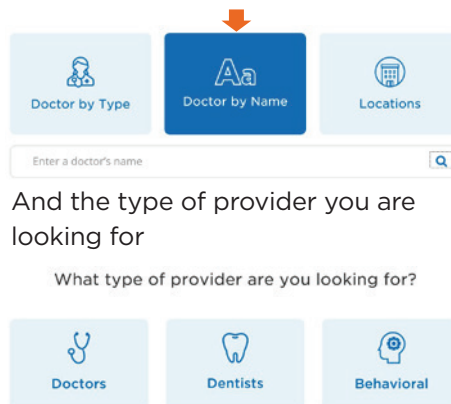 Aa
Doctor by Type
Doctor by Name
Locations
Enter a doctor's name
And the type of provider you are
looking for
What type of provider are you looking for?
Doctors
Dentists
Behavioral